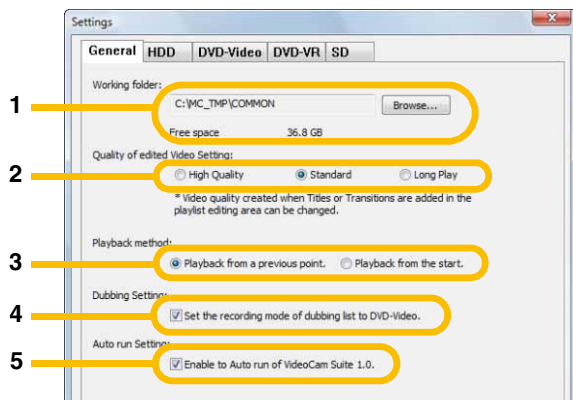 Settings
General HDD DVD-Video DVD-VR SD
Working folder:
1
C:\MC_TMP\COMMON Browse...
Free space 36.8 GB
Quality of edited Video Setting:
2
High Quality Standard Long Play
* Video quality created when Titles or Transitions are added in the
playlist editing area can be changed.
Playback method:
3
Playback from a previous point. Playback from the start.
Dubbing Setting:
4
Set the recording mode of dubbing list to DVD-Video.
Auto run Setting:
5
Enable to Auto run of VideoCam Suite 1.0.